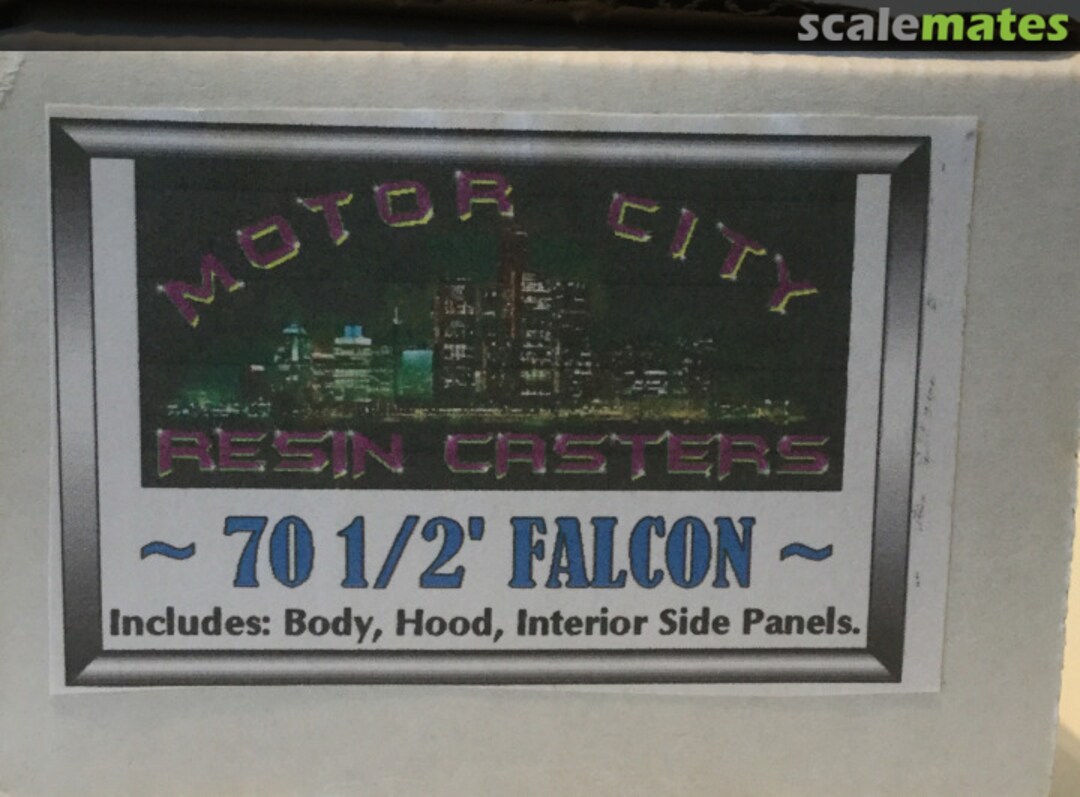 scalemates
MOTOR CITY
RESIN CASTERS
~ 70 1/2' FALCON ~
Includes: Body, Hood, Interior Side Panels.